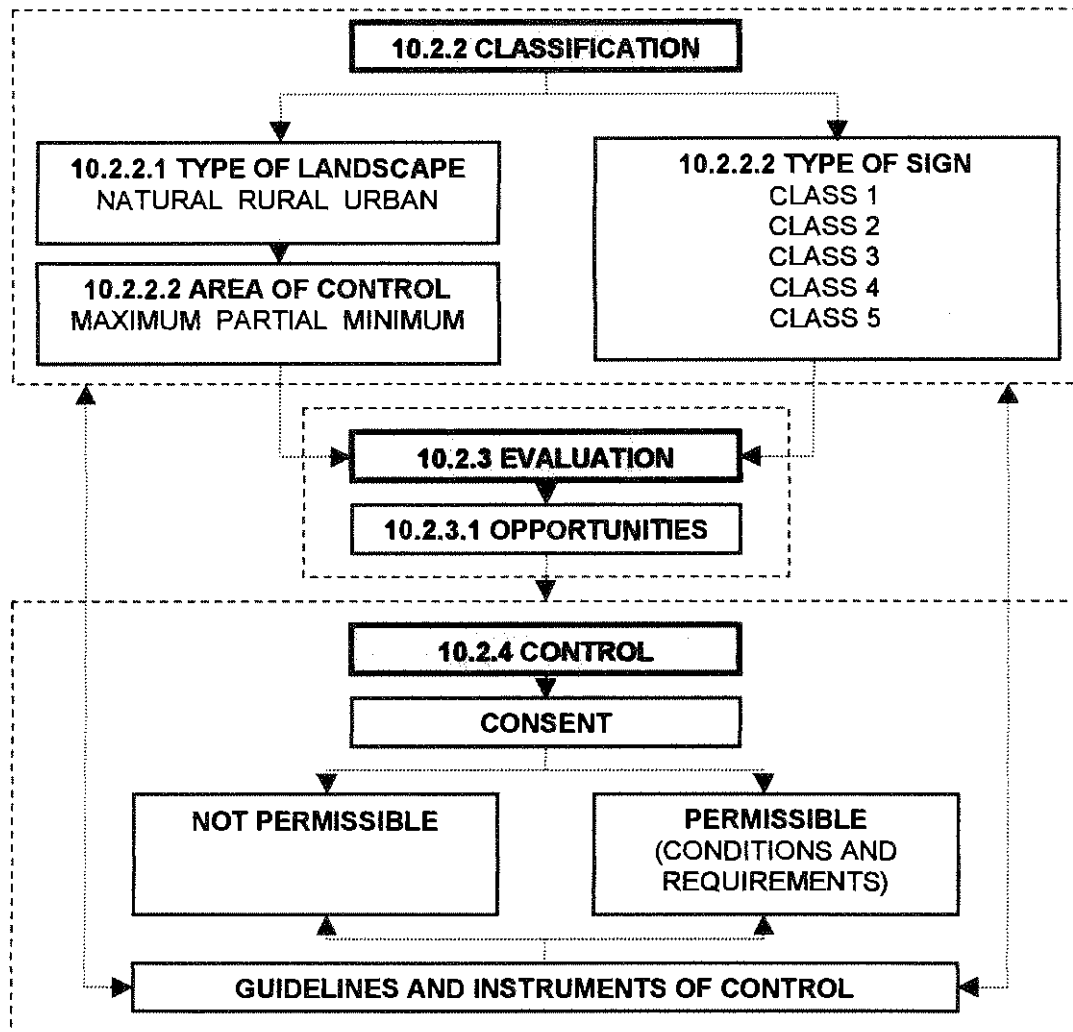 10.2.2 CLASSIFICATION
10.2.2.1 TYPE OF LANDSCAPE
NATURAL RURAL URBAN
10.2.2.2 AREA OF CONTROL
MAXIMUM PARTIAL MINIMUM
10.2.2.2 TYPE OF SIGN
CLASS 1
CLASS 2
CLASS 3
CLASS 4
CLASS 5
10.2.3 EVALUATION
10.2.3.1 OPPORTUNITIES
10.2.4 CONTROL
CONSENT
NOT PERMISSIBLE
PERMISSIBLE
(CONDITIONS AND
REQUIREMENTS)
GUIDELINES AND INSTRUMENTS OF CONTROL